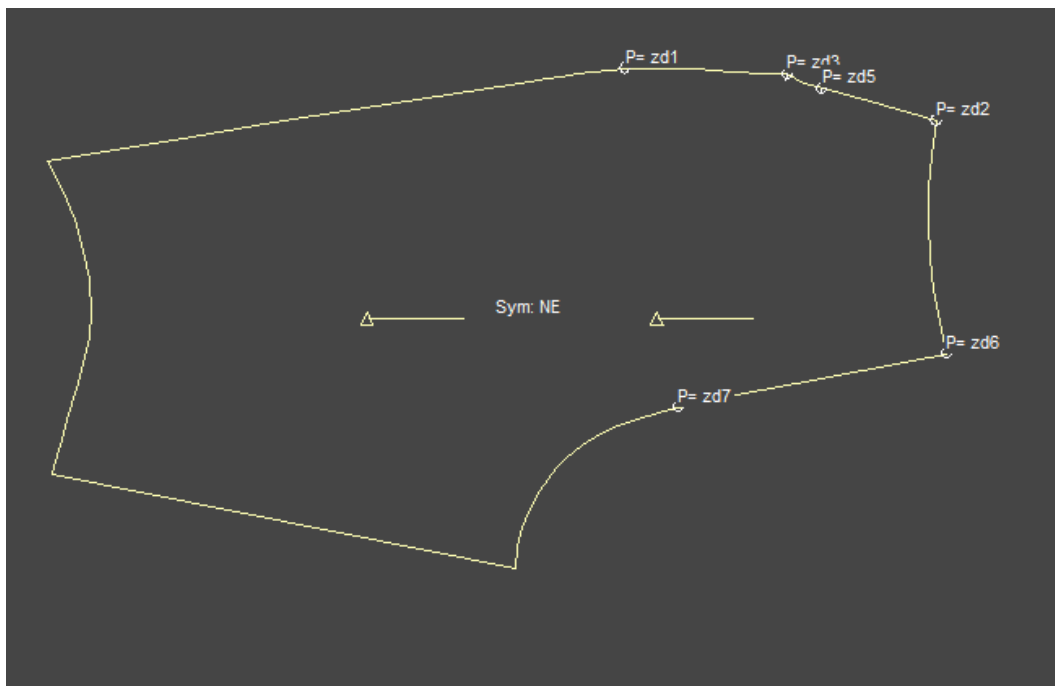 P= zd1
P= zd3
P= zd5
P= zd2
Sym: NE
P= zd6
P= zd7